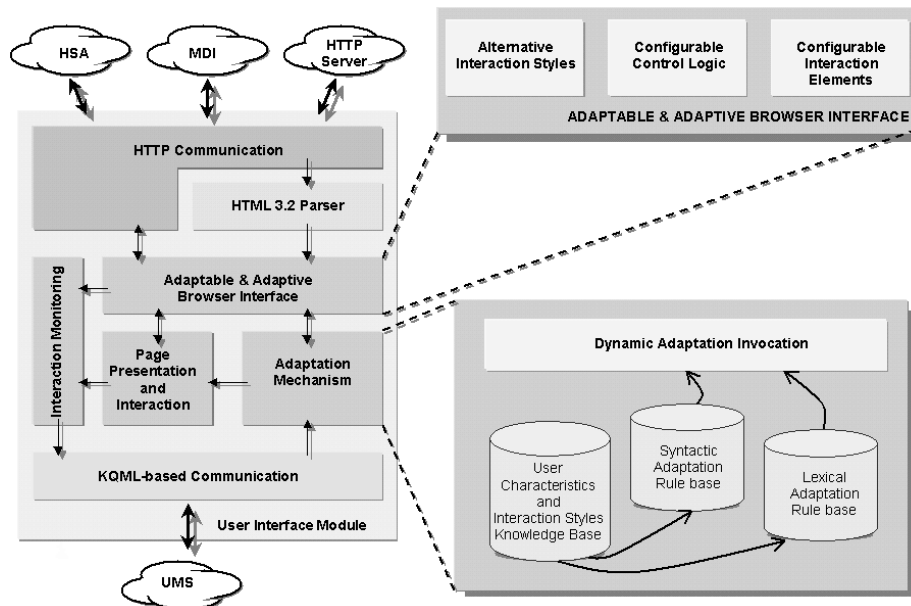 HSA
MDI
HTTP
Server
HTTP Communication
HTML 3.2 Parser
Adaptable & Adaptive
Browser Interface
Interaction Monitoring
Page
Presentation
and
Interaction
Adaptation
Mechanism
KQML-based Communication
User Interface Module
UMS
Alternative
Interaction Styles
Configurable
Control Logic
Configurable
Interaction
Elements
ADAPTABLE & ADAPTIVE BROWSER INTERFACE
Dynamic Adaptation Invocation
User
Characteristics
and
Interaction Styles
Knowledge Base
Syntactic
Adaptation
Rule base
Lexical
Adaptation
Rule base